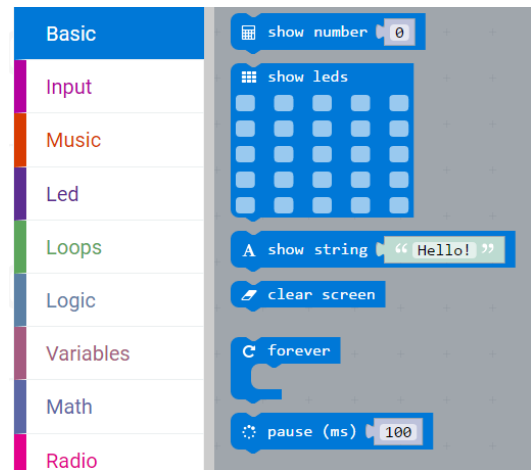 Basic
Input
Music
Led
Loops
Logic
Variables
Math
Radio
show number 0
show leds
A show string “ Hello! ”
clear screen
forever
pause (ms) 100